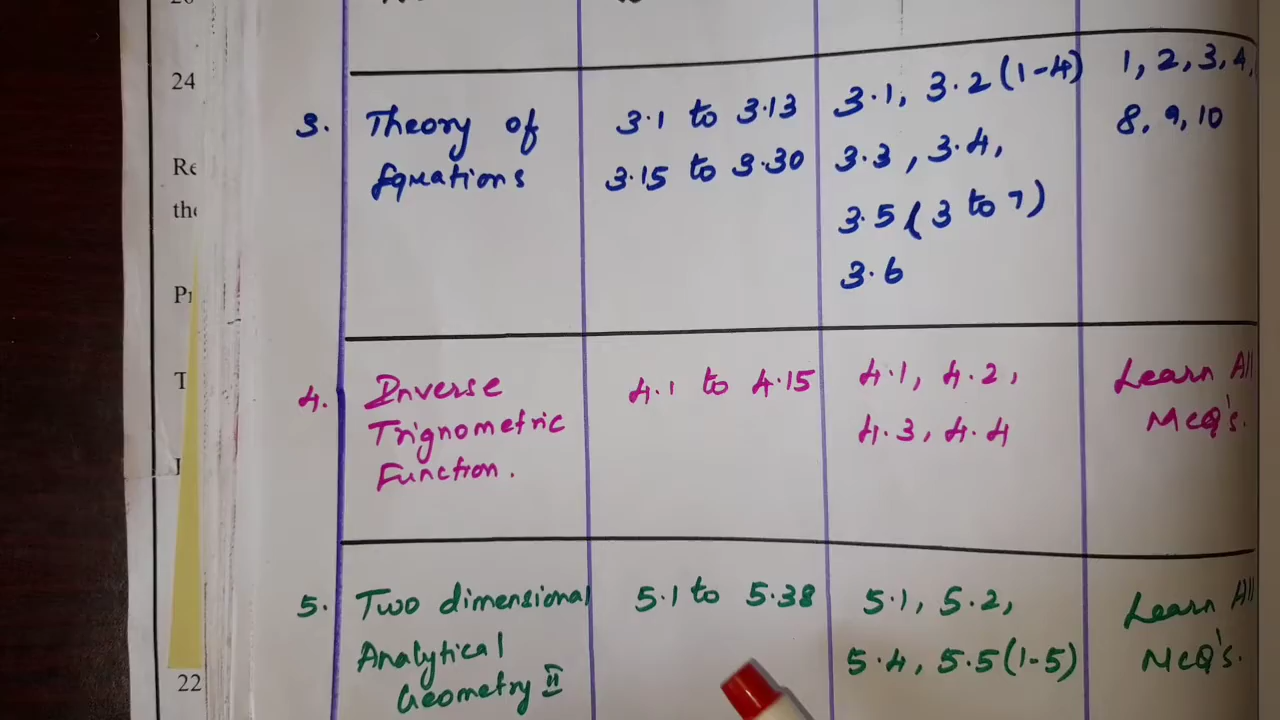 24
Re
the
Pr
T
22
3. Theory of Equations
3.1 to 3.13
3.15 to 3.30
3.1, 3.2 (1-4)
3.3, 3.4,
3.5 ( 3 to 7)
3.6
1, 2, 3, 4,
8, 9, 10
4. Inverse
Trignometric
Function.
4.1 to 4.15
4.1, 4.2,
4.3, 4.4
Learn All
McQ's.
5. Two dimensional
Analytical
Geometry II
5.1 to 5.38
5.1, 5.2,
5.4, 5.5 (1-5)
Learn All
McQ's.